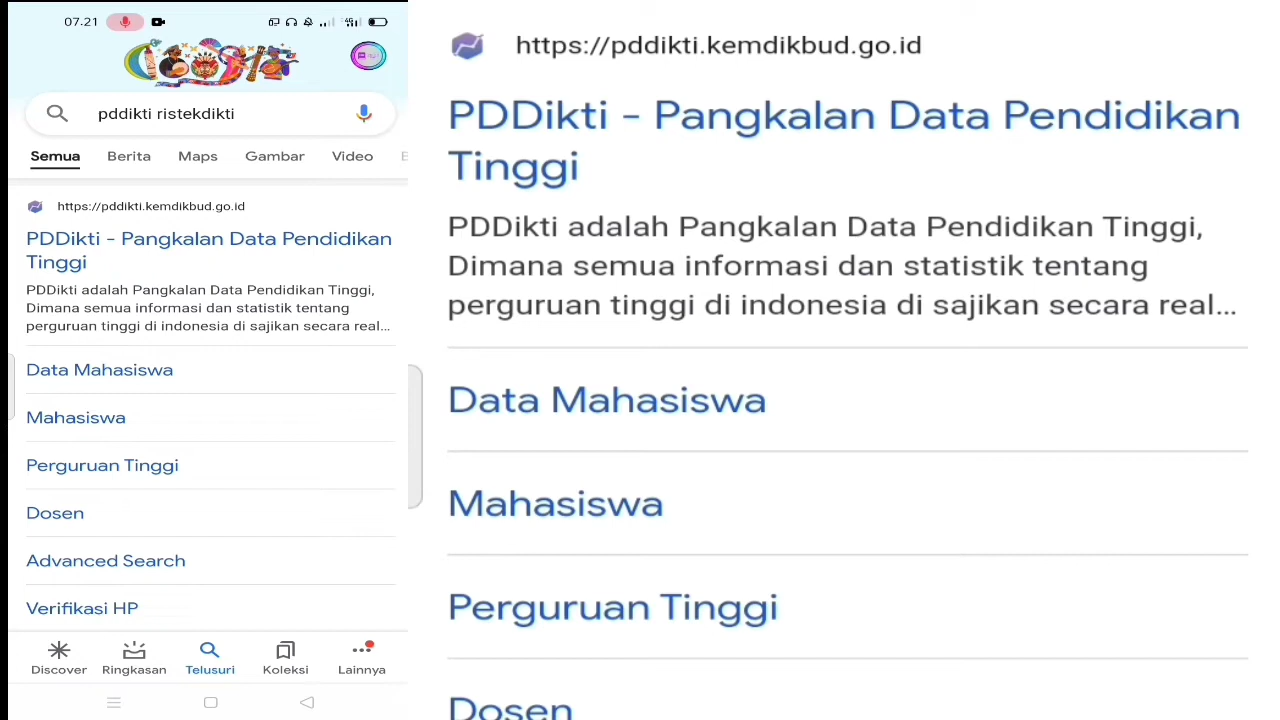 07.21
Google
pddikti ristekdikti
Semua Berita Maps Gambar Video
https://pddikti.kemdikbud.go.id
PDDikti - Pangkalan Data Pendidikan
Tinggi
PDDikti adalah Pangkalan Data Pendidikan Tinggi,
Dimana semua informasi dan statistik tentang
perguruan tinggi di indonesia di sajikan secara real...
Data Mahasiswa
Mahasiswa
Perguruan Tinggi
Dosen
Advanced Search
Verifikasi HP
Discover Ringkasan Telusuri Koleksi Lainnya
https://pddikti.kemdikbud.go.id
PDDikti - Pangkalan Data Pendidikan
Tinggi
PDDikti adalah Pangkalan Data Pendidikan Tinggi,
Dimana semua informasi dan statistik tentang
perguruan tinggi di indonesia di sajikan secara real...
Data Mahasiswa
Mahasiswa
Perguruan Tinggi
Dosen